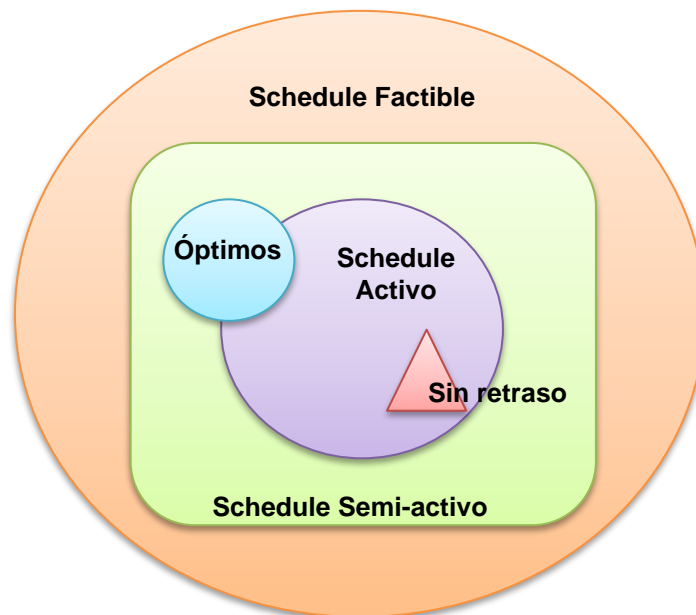 Schedule Factible
Óptimos
Schedule
Activo
Sin retraso
Schedule Semi-activo